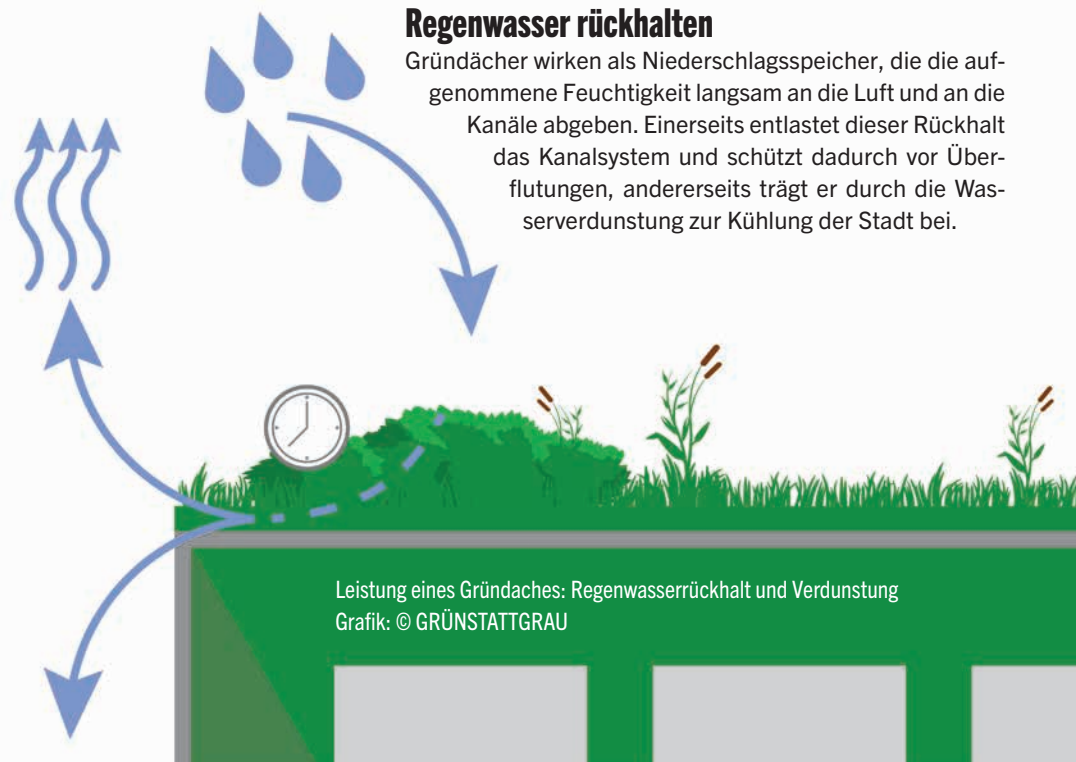 Regenwasser rückhalten
Gründächer wirken als Niederschlagsspeicher, die die auf-
genommene Feuchtigkeit langsam an die Luft und an die
Kanäle abgeben. Einerseits entlastet dieser Rückhalt
das Kanalsystem und schützt dadurch vor Über-
flutungen, andererseits trägt er durch die Was-
serverdunstung zur Kühlung der Stadt bei.
Leistung eines Gründaches: Regenwasserrückhalt und Verdunstung
Grafik: © GRÜNSTATTGRAU